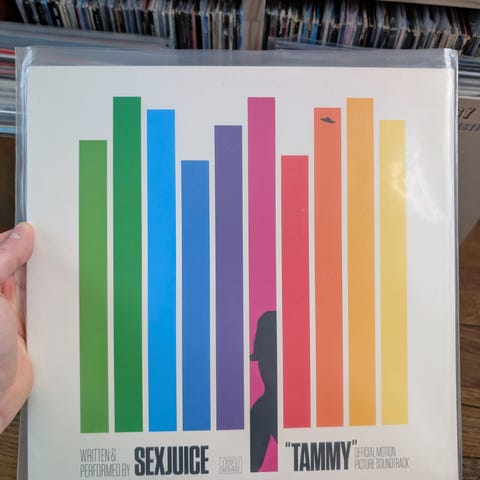 WRITTEN &
PERFORMED BY SEXJUICE
"TAMMY" OFFICIAL MOTION
PICTURE SOUNDTRACK